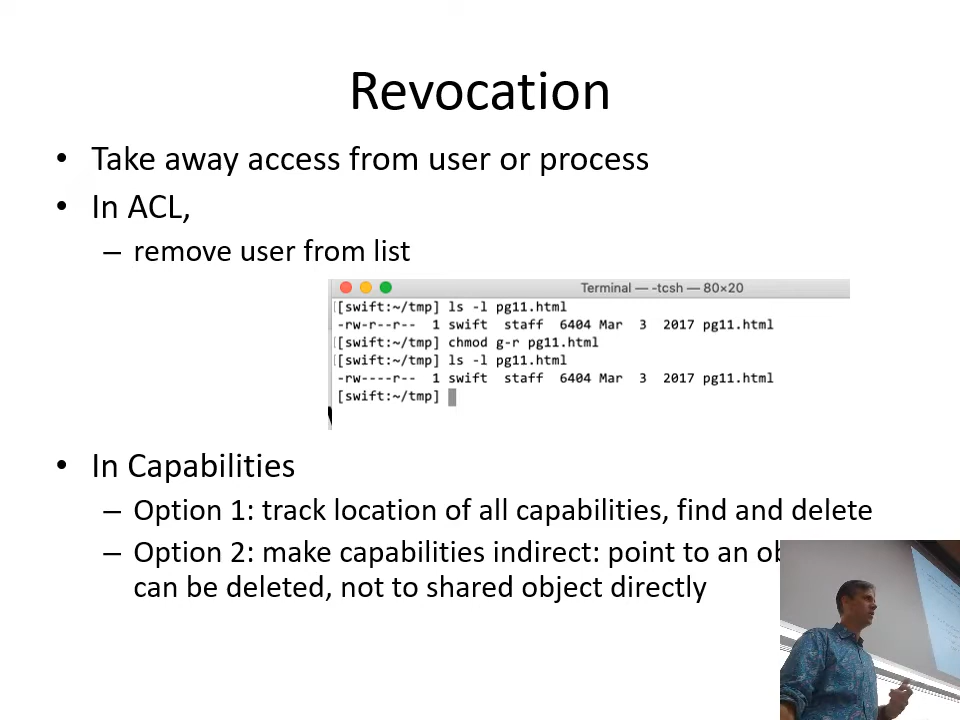 Revocation
• Take away access from user or process
• In ACL,
– remove user from list
Terminal — -tcsh — 80×20
[swift:~/tmp] ls -l pg11.html
-rw-r--r-- 1 swift staff 6404 Mar 3 2017 pg11.html
[swift:~/tmp] chmod g-r pg11.html
[swift:~/tmp] ls -l pg11.html
-rw----r-- 1 swift staff 6404 Mar 3 2017 pg11.html
[swift:~/tmp]
• In Capabilities
– Option 1: track location of all capabilities, find and delete
– Option 2: make capabilities indirect: point to an
can be deleted, not to shared object directly